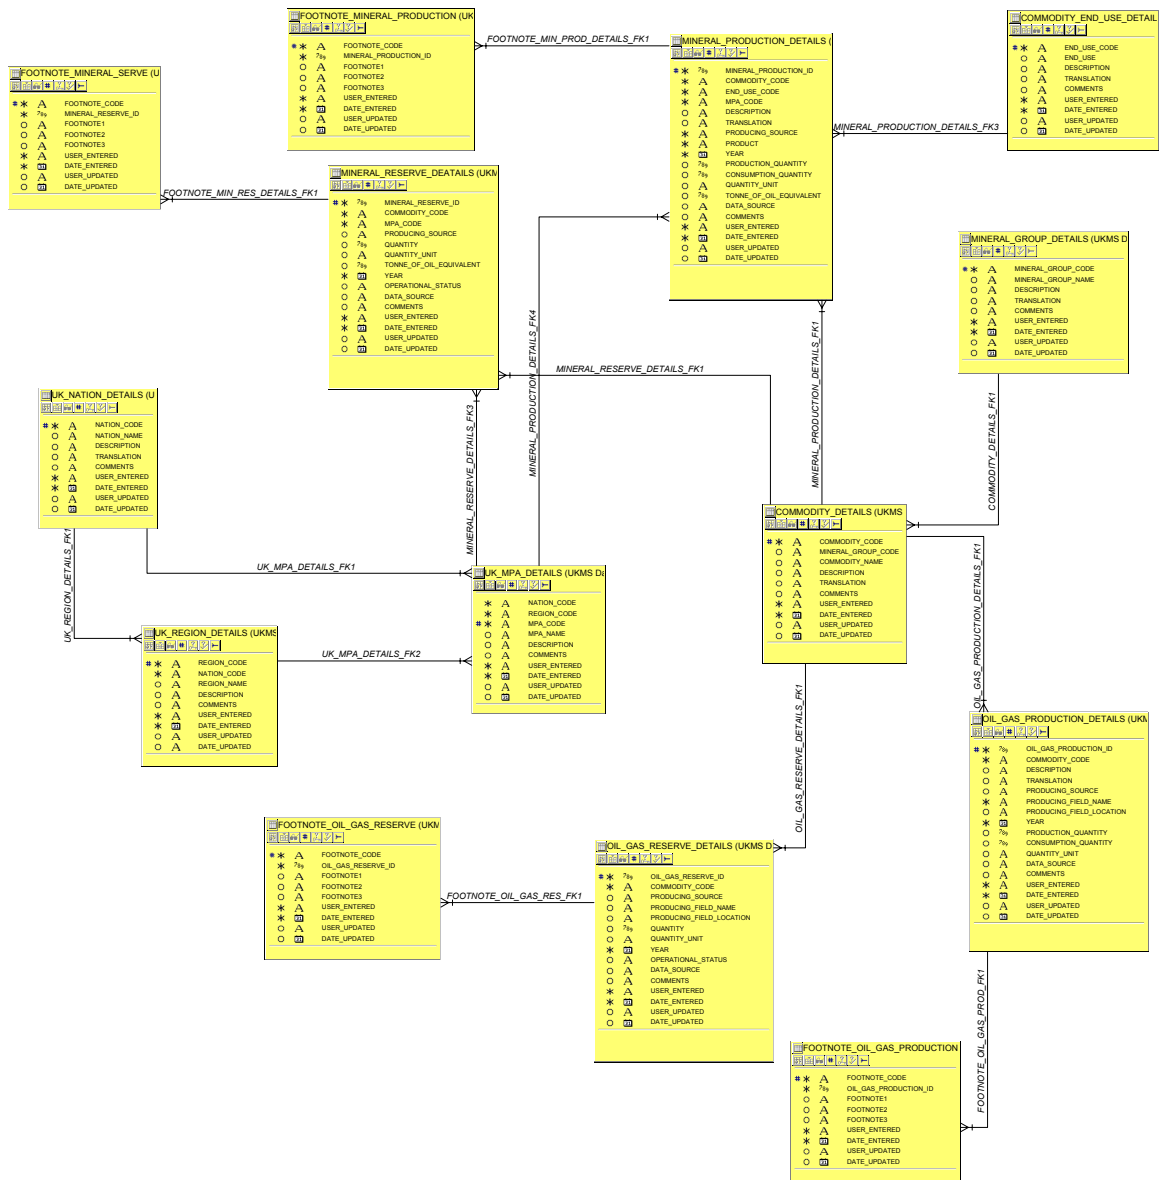 FOOTNOTE_MINERAL_PRODUCTION (UK
FOOTNOTE_CODE
MINERAL_PRODUCTION_ID
FOOTNOTE1
FOOTNOTE2
FOOTNOTE3
USER_ENTERED
DATE_ENTERED
USER_UPDATED
DATE_UPDATED
FOOTNOTE_MIN_PROD_DETAILS_FK1
MINERAL_PRODUCTION_DETAILS (
MINERAL_PRODUCTION_ID
COMMODITY_CODE
END_USE_CODE
MPA_CODE
DESCRIPTION
TRANSLATION
PRODUCING_SOURCE
PRODUCT
YEAR
PRODUCTION_QUANTITY
CONSUMPTION_QUANTITY
QUANTITY_UNIT
TONNE_OF_OIL_EQUIVALENT
DATA_SOURCE
COMMENTS
USER_ENTERED
DATE_ENTERED
USER_UPDATED
DATE_UPDATED
COMMODITY_END_USE_DETAIL
END_USE_CODE
END_USE
DESCRIPTION
TRANSLATION
COMMENTS
USER_ENTERED
DATE_ENTERED
USER_UPDATED
DATE_UPDATED
MINERAL_PRODUCTION_DETAILS_FK3
FOOTNOTE_MINERAL_SERVE (U
FOOTNOTE_CODE
MINERAL_RESERVE_ID
FOOTNOTE1
FOOTNOTE2
FOOTNOTE3
USER_ENTERED
DATE_ENTERED
USER_UPDATED
DATE_UPDATED
FOOTNOTE_MIN_RES_DETAILS_FK1
MINERAL_RESERVE_DEATAILS (UKM
MINERAL_RESERVE_ID
COMMODITY_CODE
MPA_CODE
PRODUCING_SOURCE
QUANTITY
QUANTITY_UNIT
TONNE_OF_OIL_EQUIVALENT
YEAR
OPERATIONAL_STATUS
DATA_SOURCE
COMMENTS
USER_ENTERED
DATE_ENTERED
USER_UPDATED
DATE_UPDATED
MINERAL_GROUP_DETAILS (UKMS D
MINERAL_GROUP_CODE
MINERAL_GROUP_NAME
DESCRIPTION
TRANSLATION
COMMENTS
USER_ENTERED
DATE_ENTERED
USER_UPDATED
DATE_UPDATED
MINERAL_RESERVE_DETAILS_FK1
MINERAL_RESERVE_DETAILS_FK3
MINERAL_PRODUCTION_DETAILS_FK4
MINERAL_PRODUCTION_DETAILS_FK1
COMMODITY_DETAILS_FK1
UK_NATION_DETAILS (U
NATION_CODE
NATION_NAME
DESCRIPTION
TRANSLATION
COMMENTS
USER_ENTERED
DATE_ENTERED
USER_UPDATED
DATE_UPDATED
UK_REGION_DETAILS_FK1
UK_MPA_DETAILS_FK1
UK_MPA_DETAILS (UKMS Da
NATION_CODE
REGION_CODE
MPA_CODE
MPA_NAME
DESCRIPTION
COMMENTS
USER_ENTERED
DATE_ENTERED
USER_UPDATED
DATE_UPDATED
COMMODITY_DETAILS (UKMS
COMMODITY_CODE
MINERAL_GROUP_CODE
COMMODITY_NAME
DESCRIPTION
TRANSLATION
COMMENTS
USER_ENTERED
DATE_ENTERED
USER_UPDATED
DATE_UPDATED
UK_REGION_DETAILS (UKMS
REGION_CODE
NATION_CODE
REGION_NAME
DESCRIPTION
COMMENTS
USER_ENTERED
DATE_ENTERED
USER_UPDATED
DATE_UPDATED
UK_MPA_DETAILS_FK2
OIL_GAS_PRODUCTION_DETAILS_FK1
OIL_GAS_RESERVE_DETAILS_FK1
OIL_GAS_PRODUCTION_DETAILS (UKM
OIL_GAS_PRODUCTION_ID
COMMODITY_CODE
DESCRIPTION
TRANSLATION
PRODUCING_SOURCE
PRODUCING_FIELD_NAME
PRODUCING_FIELD_LOCATION
YEAR
PRODUCTION_QUANTITY
CONSUMPTION_QUANTITY
QUANTITY_UNIT
DATA_SOURCE
COMMENTS
USER_ENTERED
DATE_ENTERED
USER_UPDATED
DATE_UPDATED
FOOTNOTE_OIL_GAS_RESERVE (UKM
FOOTNOTE_CODE
OIL_GAS_RESERVE_ID
FOOTNOTE1
FOOTNOTE2
FOOTNOTE3
USER_ENTERED
DATE_ENTERED
USER_UPDATED
DATE_UPDATED
FOOTNOTE_OIL_GAS_RES_FK1
OIL_GAS_RESERVE_DETAILS (UKMS D
OIL_GAS_RESERVE_ID
COMMODITY_CODE
PRODUCING_SOURCE
PRODUCING_FIELD_NAME
PRODUCING_FIELD_LOCATION
QUANTITY
QUANTITY_UNIT
YEAR
OPERATIONAL_STATUS
DATA_SOURCE
COMMENTS
USER_ENTERED
DATE_ENTERED
USER_UPDATED
DATE_UPDATED
FOOTNOTE_OIL_GAS_PROD_FK1
FOOTNOTE_OIL_GAS_PRODUCTION
FOOTNOTE_CODE
OIL_GAS_PRODUCTION_ID
FOOTNOTE1
FOOTNOTE2
FOOTNOTE3
USER_ENTERED
DATE_ENTERED
USER_UPDATED
DATE_UPDATED